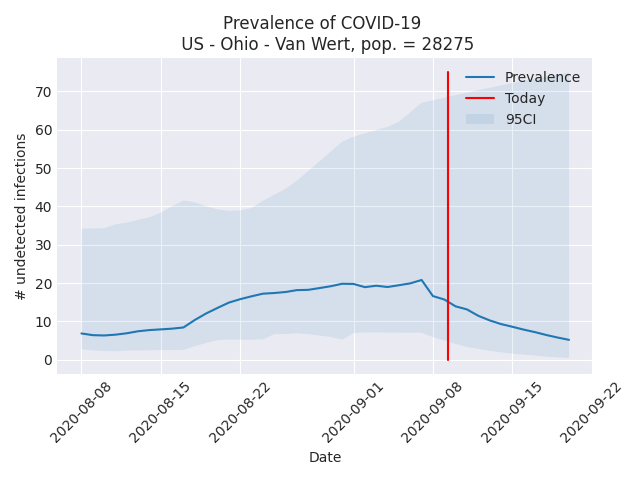 Prevalence of COVID-19
US - Ohio - Van Wert, pop. = 28275
Prevalence
Today
95CI
# undetected infections
70
60
50
40
30
20
10
0
2020-08-08
2020-08-15
2020-08-22
2020-09-01
2020-09-08
2020-09-15
2020-09-22
Date